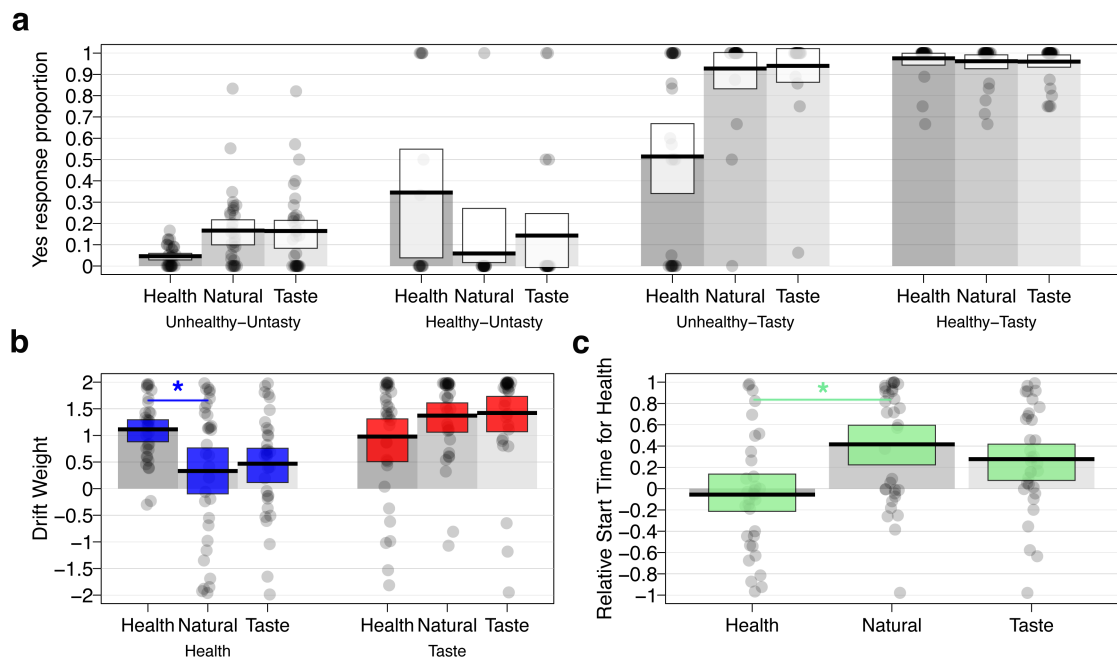 a
Yes response proportion
1
0.9
0.8
0.7
0.6
0.5
0.4
0.3
0.2
0.1
0
Health Natural Taste
Health Natural Taste
Health Natural Taste
Health Natural Taste
Unhealthy−Untasty
Healthy−Untasty
Unhealthy−Tasty
Healthy−Tasty
b
Drift Weight
2
1.5
1
0.5
0
−0.5
−1
−1.5
−2
*
Health Natural Taste
Health Natural Taste
Health
Taste
c
Relative Start Time for Health
1
0.8
0.6
0.4
0.2
0
−0.2
−0.4
−0.6
−0.8
−1
*
Health
Natural
Taste